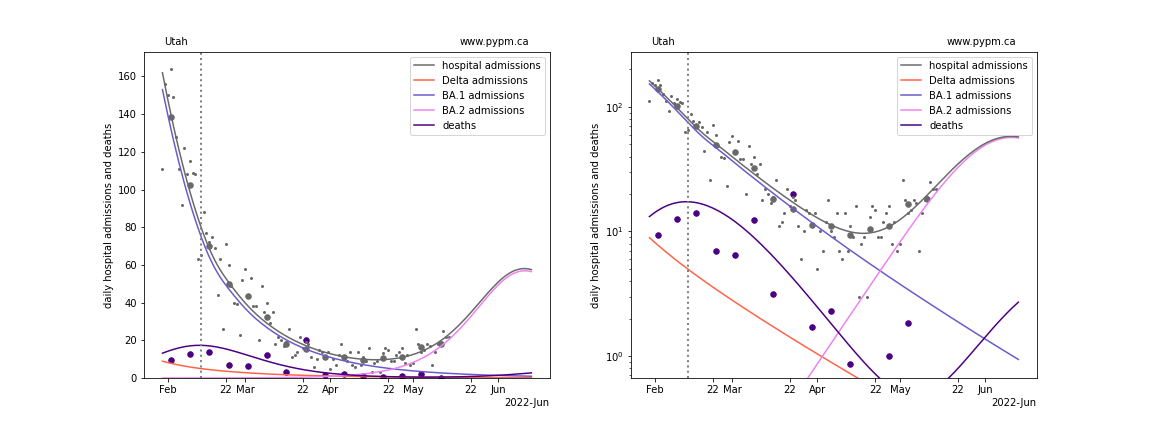 Utah www.pypm.ca
daily hospital admissions and deaths
160
140
120
100
80
60
40
20
0
hospital admissions
Delta admissions
BA.1 admissions
BA.2 admissions
deaths
Feb 22 Mar 22 Apr 22 May 22 Jun
2022-Jun
Utah www.pypm.ca
daily hospital admissions and deaths
10²
10¹
10⁰
hospital admissions
Delta admissions
BA.1 admissions
BA.2 admissions
deaths
Feb 22 Mar 22 Apr 22 May 22 Jun
2022-Jun